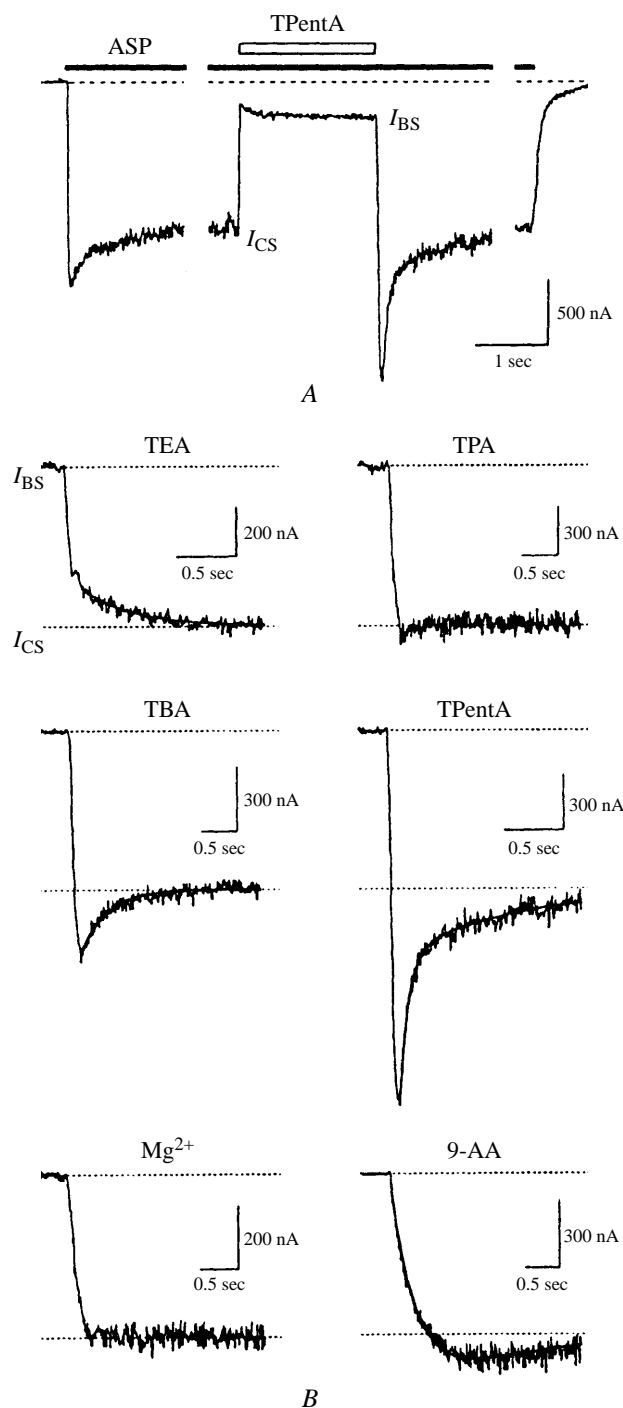 TPentA
ASP
I_BS
I_CS
500 nA
1 sec
A
TEA
TPA
I_BS
200 nA
0.5 sec
300 nA
0.5 sec
I_CS
TBA
TPentA
300 nA
0.5 sec
300 nA
0.5 sec
Mg²⁺
9-AA
200 nA
0.5 sec
300 nA
0.5 sec
B